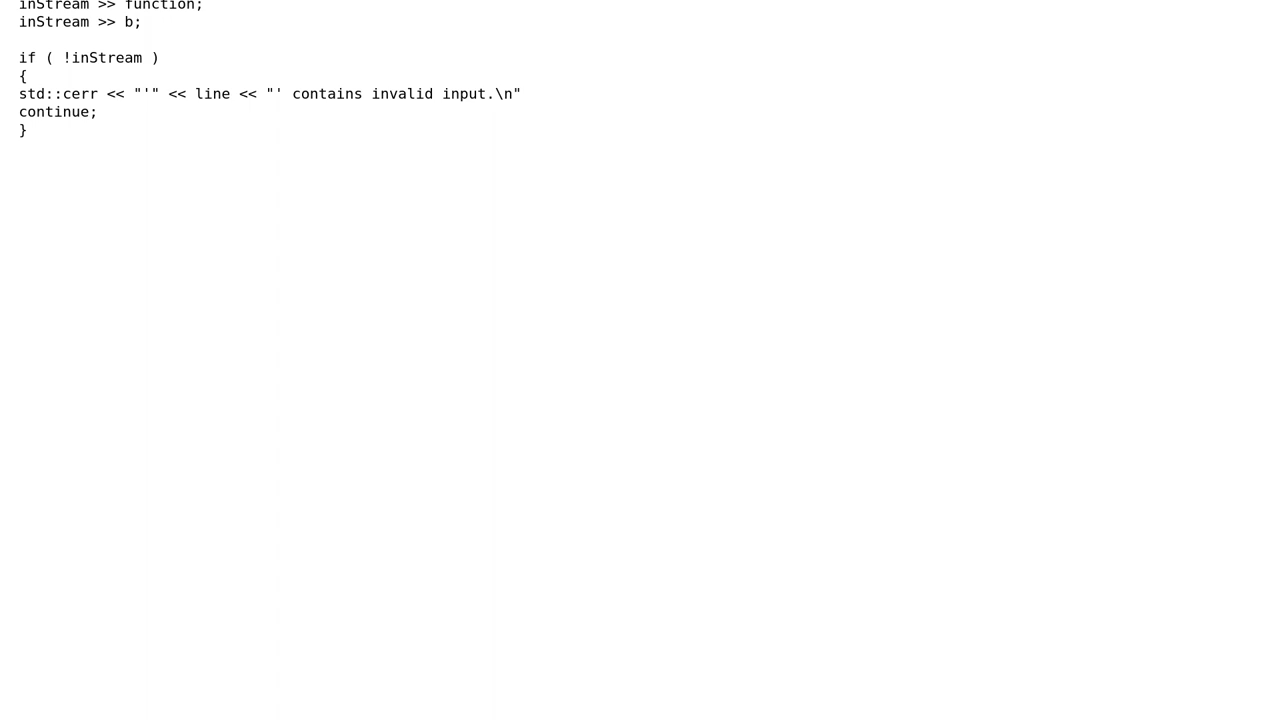 inStream >> function;
inStream >> b;

if ( !inStream )
{
std::cerr << "'" << line << "' contains invalid input.\n"
continue;
}